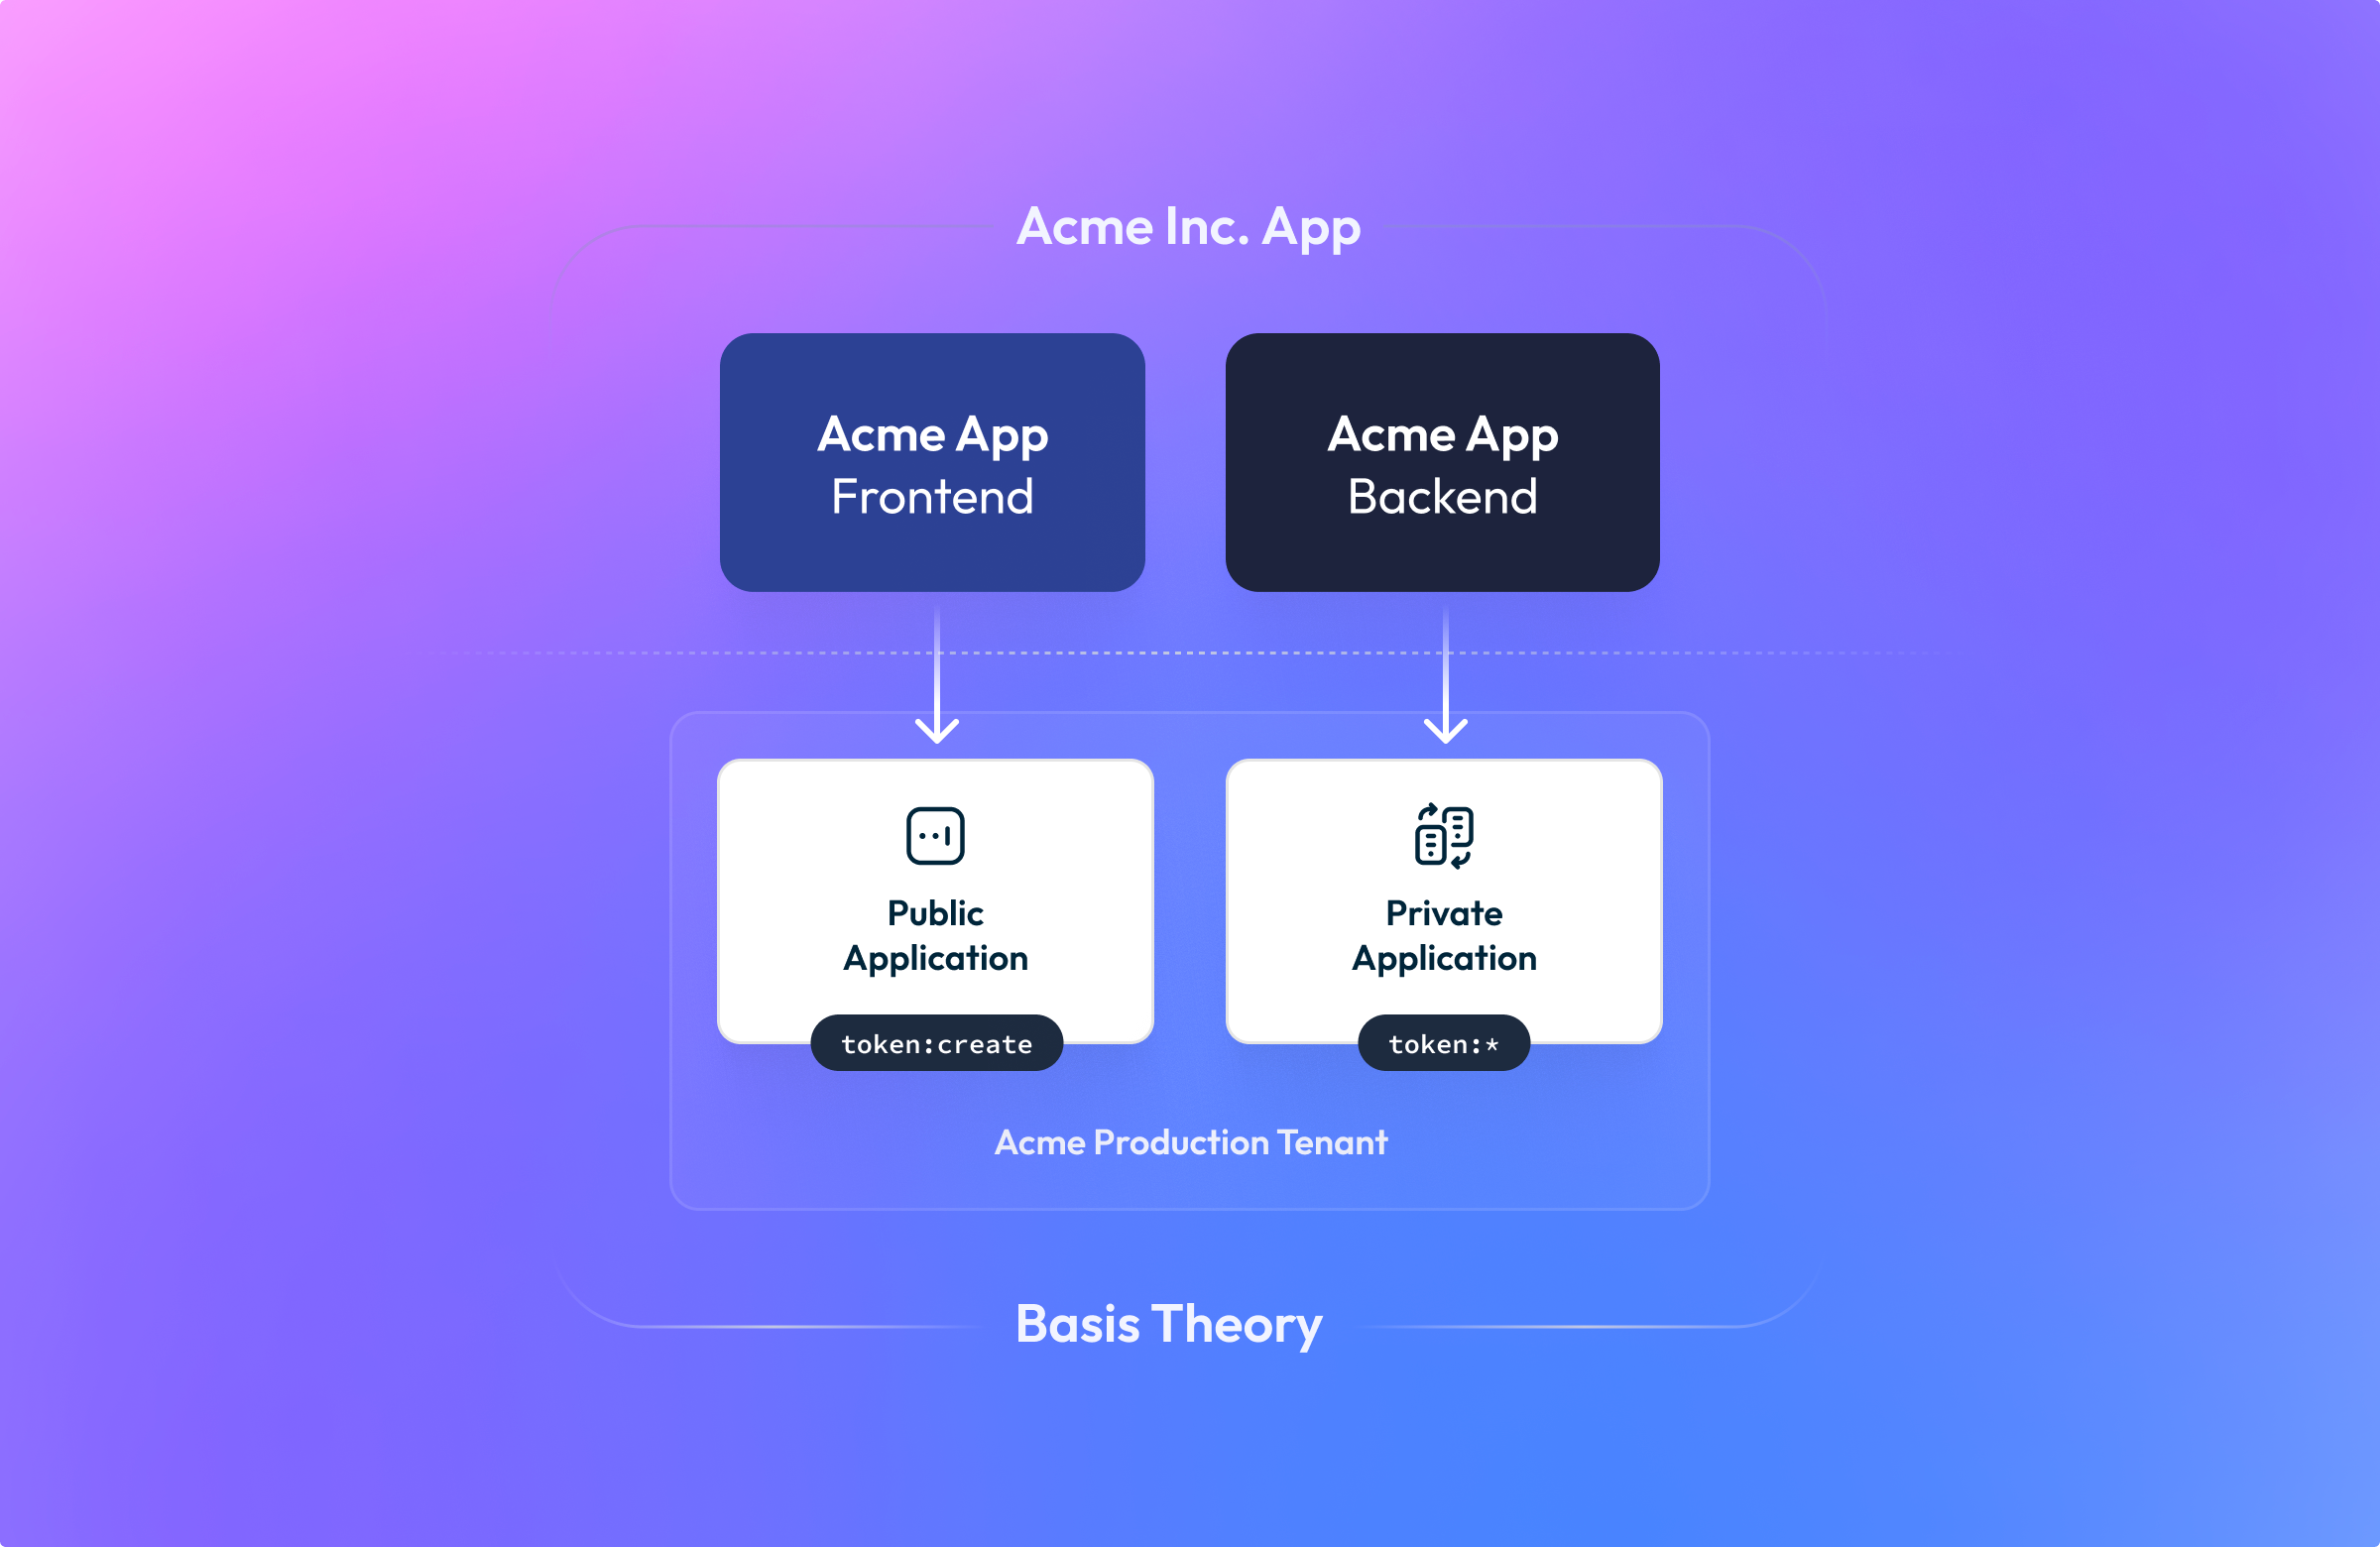 Acme Inc. App
Acme App
Frontend
Acme App
Backend
Public
Application
token:create
Private
Application
token:*
Acme Production Tenant
Basis Theory